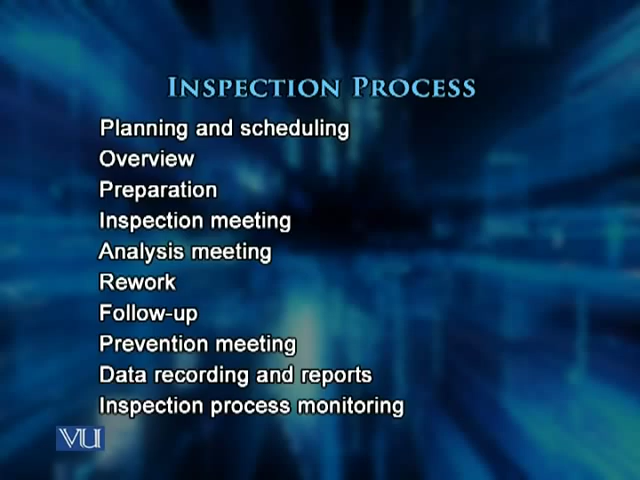 INSPECTION PROCESS
Planning and scheduling
Overview
Preparation
Inspection meeting
Analysis meeting
Rework
Follow-up
Prevention meeting
Data recording and reports
Inspection process monitoring
VU